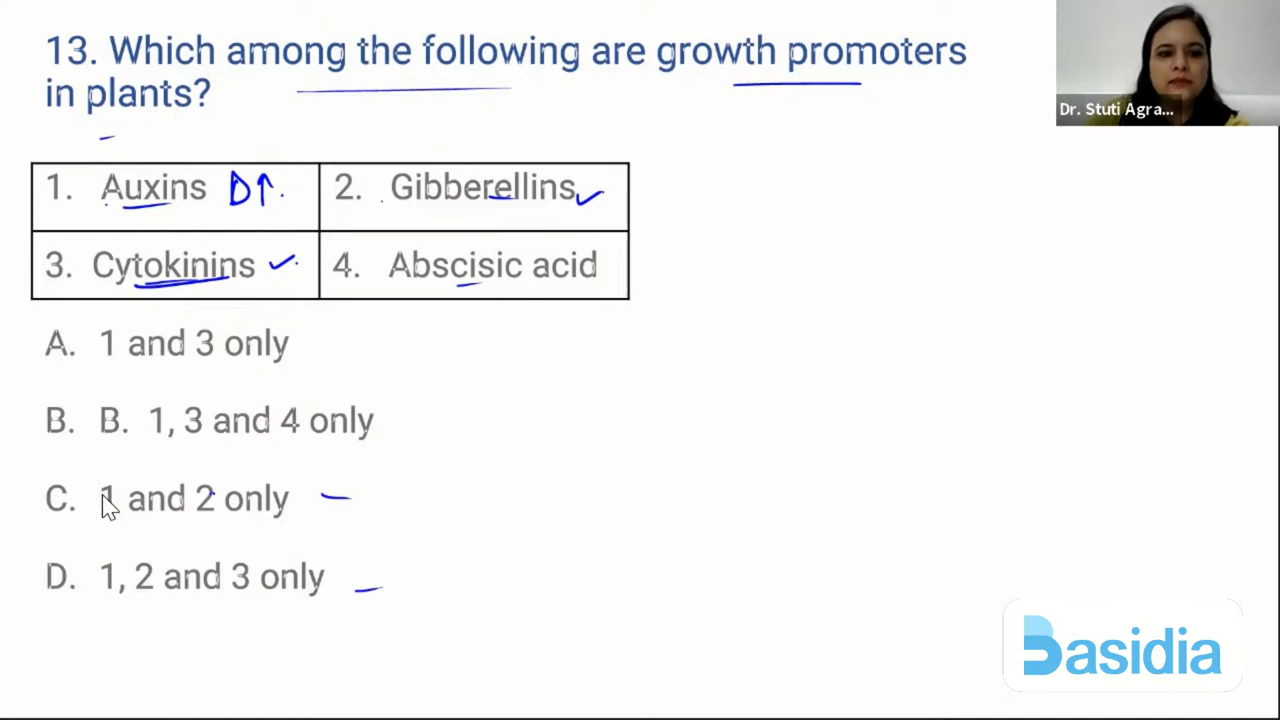 13. Which among the following are growth promoters
in plants?
Dr. Stuti Agra...
1. Auxins D↑
2. Gibberellins
3. Cytokinins
4. Abscisic acid
A. 1 and 3 only
B. B. 1, 3 and 4 only
C. 1 and 2 only
D. 1, 2 and 3 only
Basidia